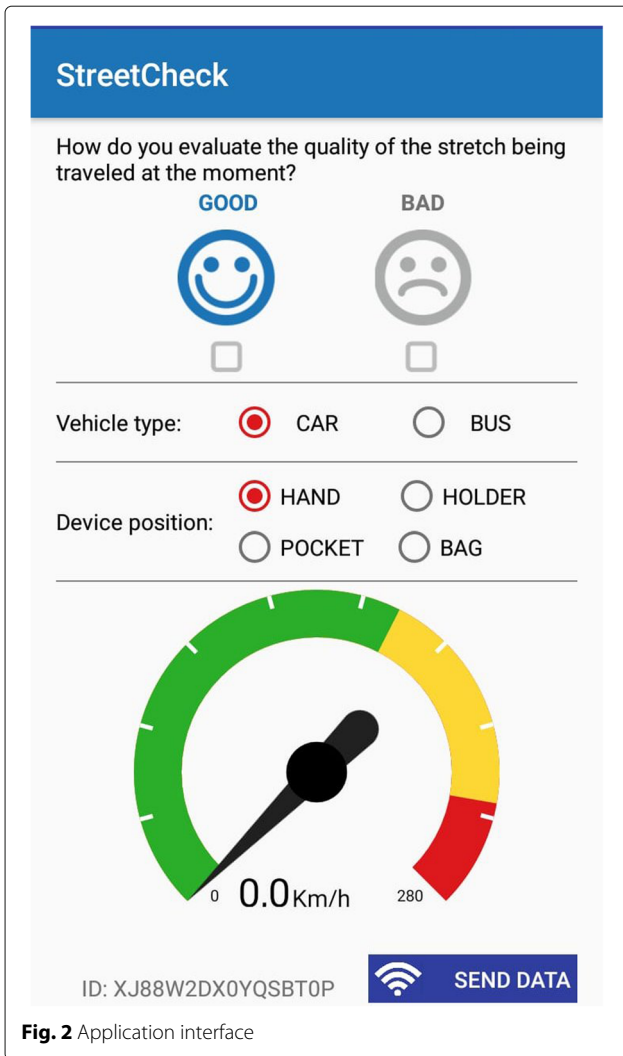 StreetCheck
How do you evaluate the quality of the stretch being
traveled at the moment?
GOOD BAD
Vehicle type: CAR BUS
Device position: HAND HOLDER
POCKET BAG
0 0.0Km/h 280
ID: XJ88W2DX0YQSBT0P SEND DATA
Fig. 2 Application interface